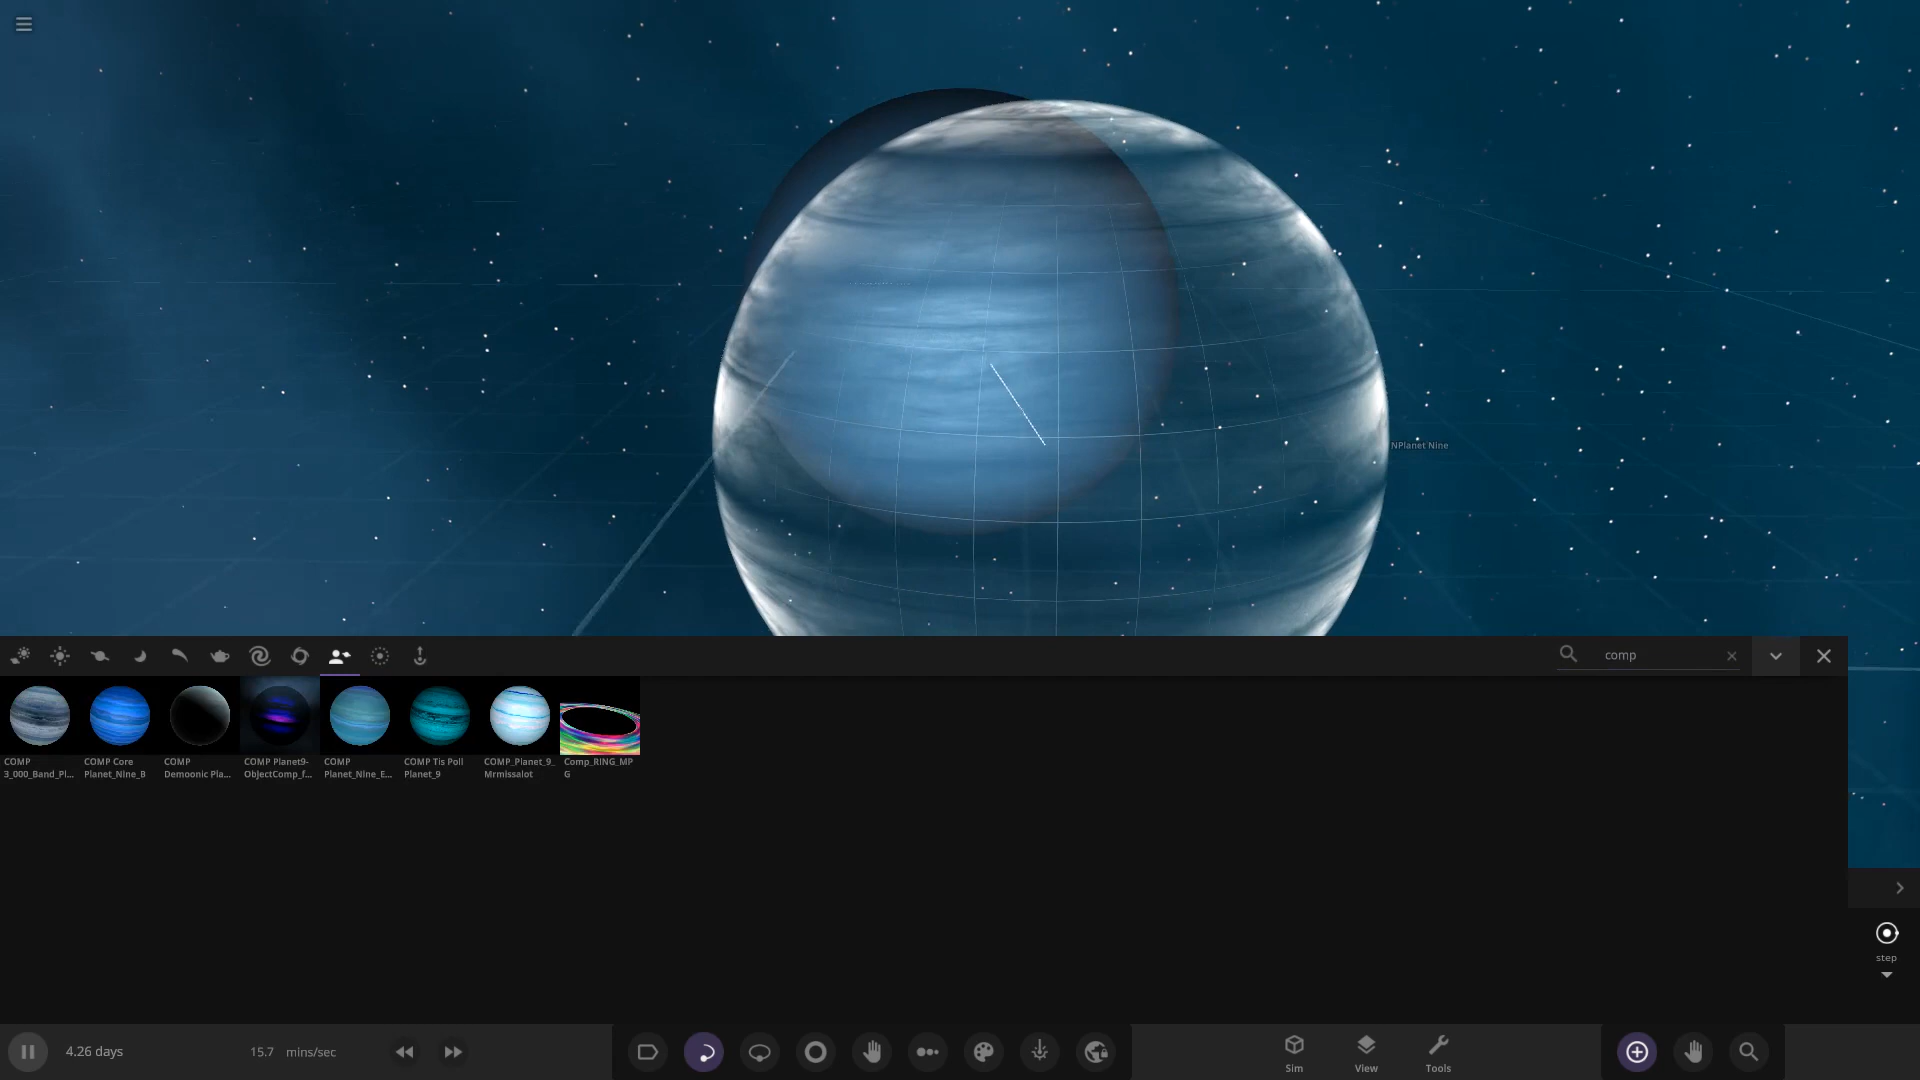 NPlanet Nine
comp
COMP
3_000_Band_Pl...
COMP Core
Planet_Nine_B
COMP
Demoonic Pla...
COMP Planet9-
ObjectComp_f...
COMP
Planet_Nine_E...
COMP Tis Poli
Planet_9
COMP_Planet_9_
Mrmissalot
Comp_RING_MP
G
step
4.26 days
15.7 mins/sec
Sim
View
Tools